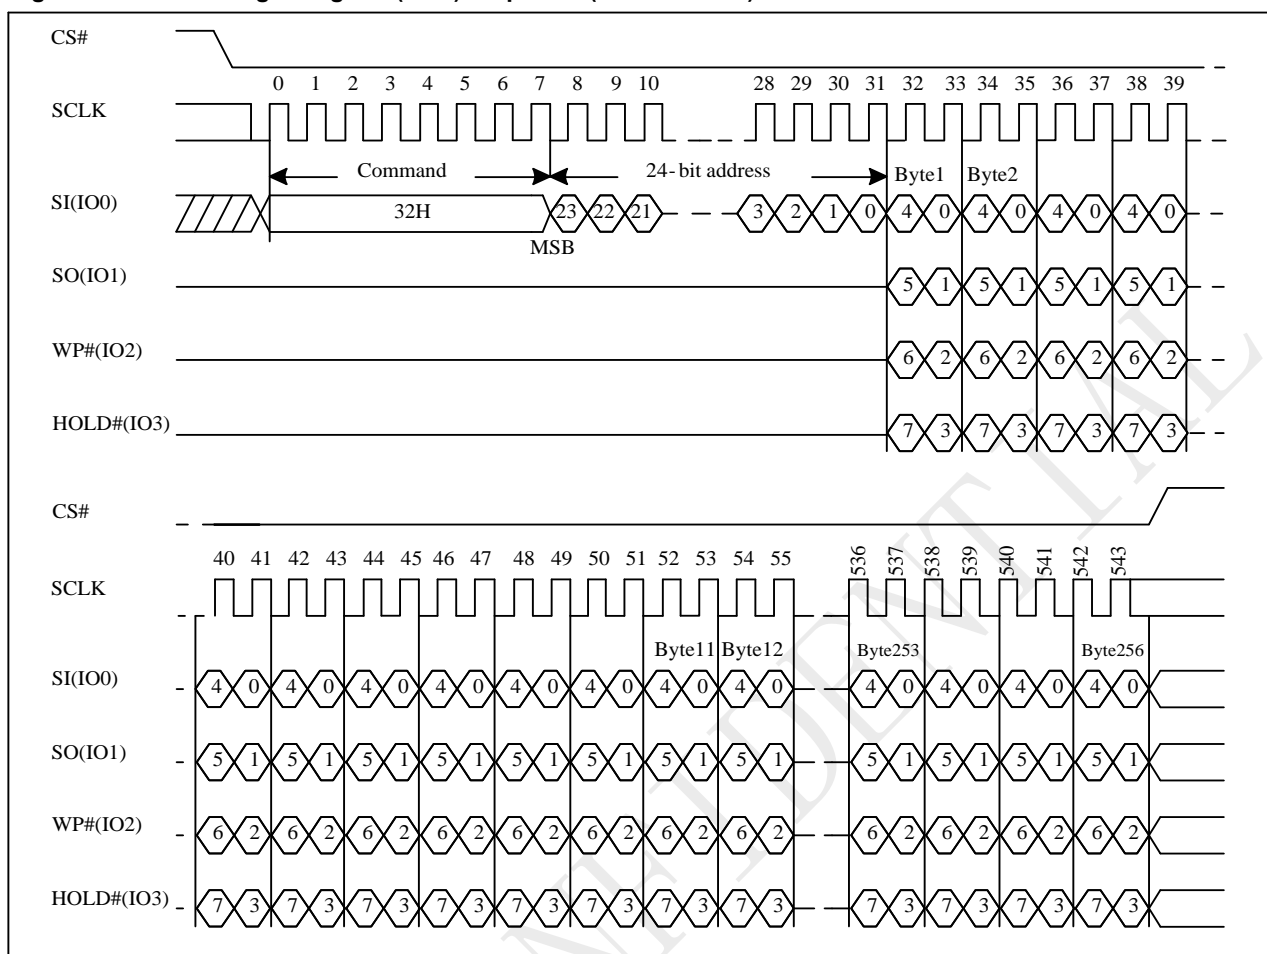 CS#
0 1 2 3 4 5 6 7 8 9 10 28 29 30 31 32 33 34 35 36 37 38 39
SCLK
Command 24-bit address Byte1 Byte2
SI(IO0) 32H 23 22 21 3 2 1 0 4 0 4 0 4 0 4 0
MSB
SO(IO1) 5 1 5 1 5 1 5 1
WP#(IO2) 6 2 6 2 6 2 6 2
HOLD#(IO3) 7 3 7 3 7 3 7 3
CS#
40 41 42 43 44 45 46 47 48 49 50 51 52 53 54 55 536 537 538 539 540 541 542 543
SCLK
Byte11 Byte12 Byte253 Byte256
SI(IO0) 4 0 4 0 4 0 4 0 4 0 4 0 4 0 4 0 4 0 4 0 4 0 4 0
SO(IO1) 5 1 5 1 5 1 5 1 5 1 5 1 5 1 5 1 5 1 5 1 5 1 5 1
WP#(IO2) 6 2 6 2 6 2 6 2 6 2 6 2 6 2 6 2 6 2 6 2 6 2 6 2
HOLD#(IO3) 7 3 7 3 7 3 7 3 7 3 7 3 7 3 7 3 7 3 7 3 7 3 7 3